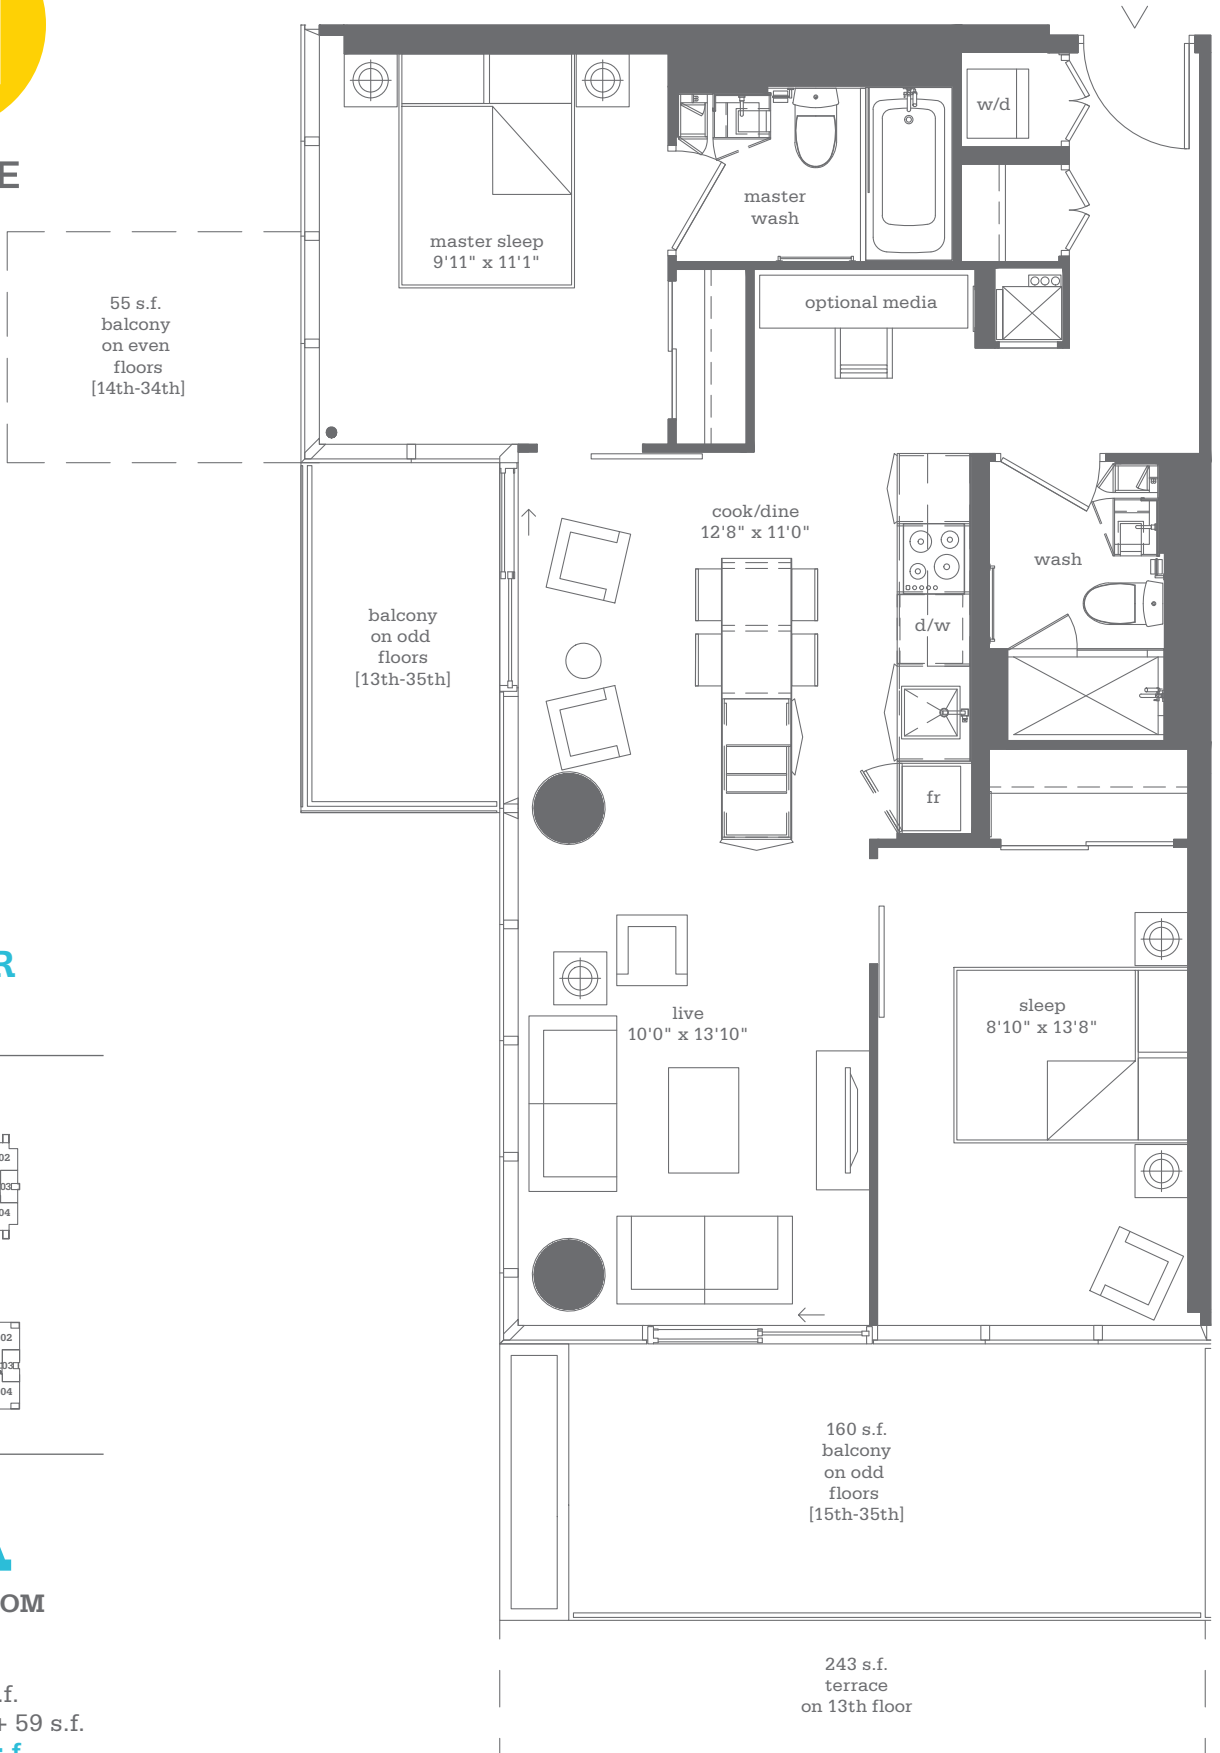 E
w/d
master
wash
master sleep
9'11" x 11'1"
optional media
55 s.f.
balcony
on even
floors
[14th-34th]
cook/dine
12'8" x 11'0"
wash
d/w
balcony
on odd
floors
[13th-35th]
fr
R
live
10'0" x 13'10"
sleep
8'10" x 13'8"
02
03
04
02
03
04
160 s.f.
balcony
on odd
floors
[15th-35th]
A
OM
243 s.f.
terrace
on 13th floor
.f.
+ 59 s.f.
s.f.